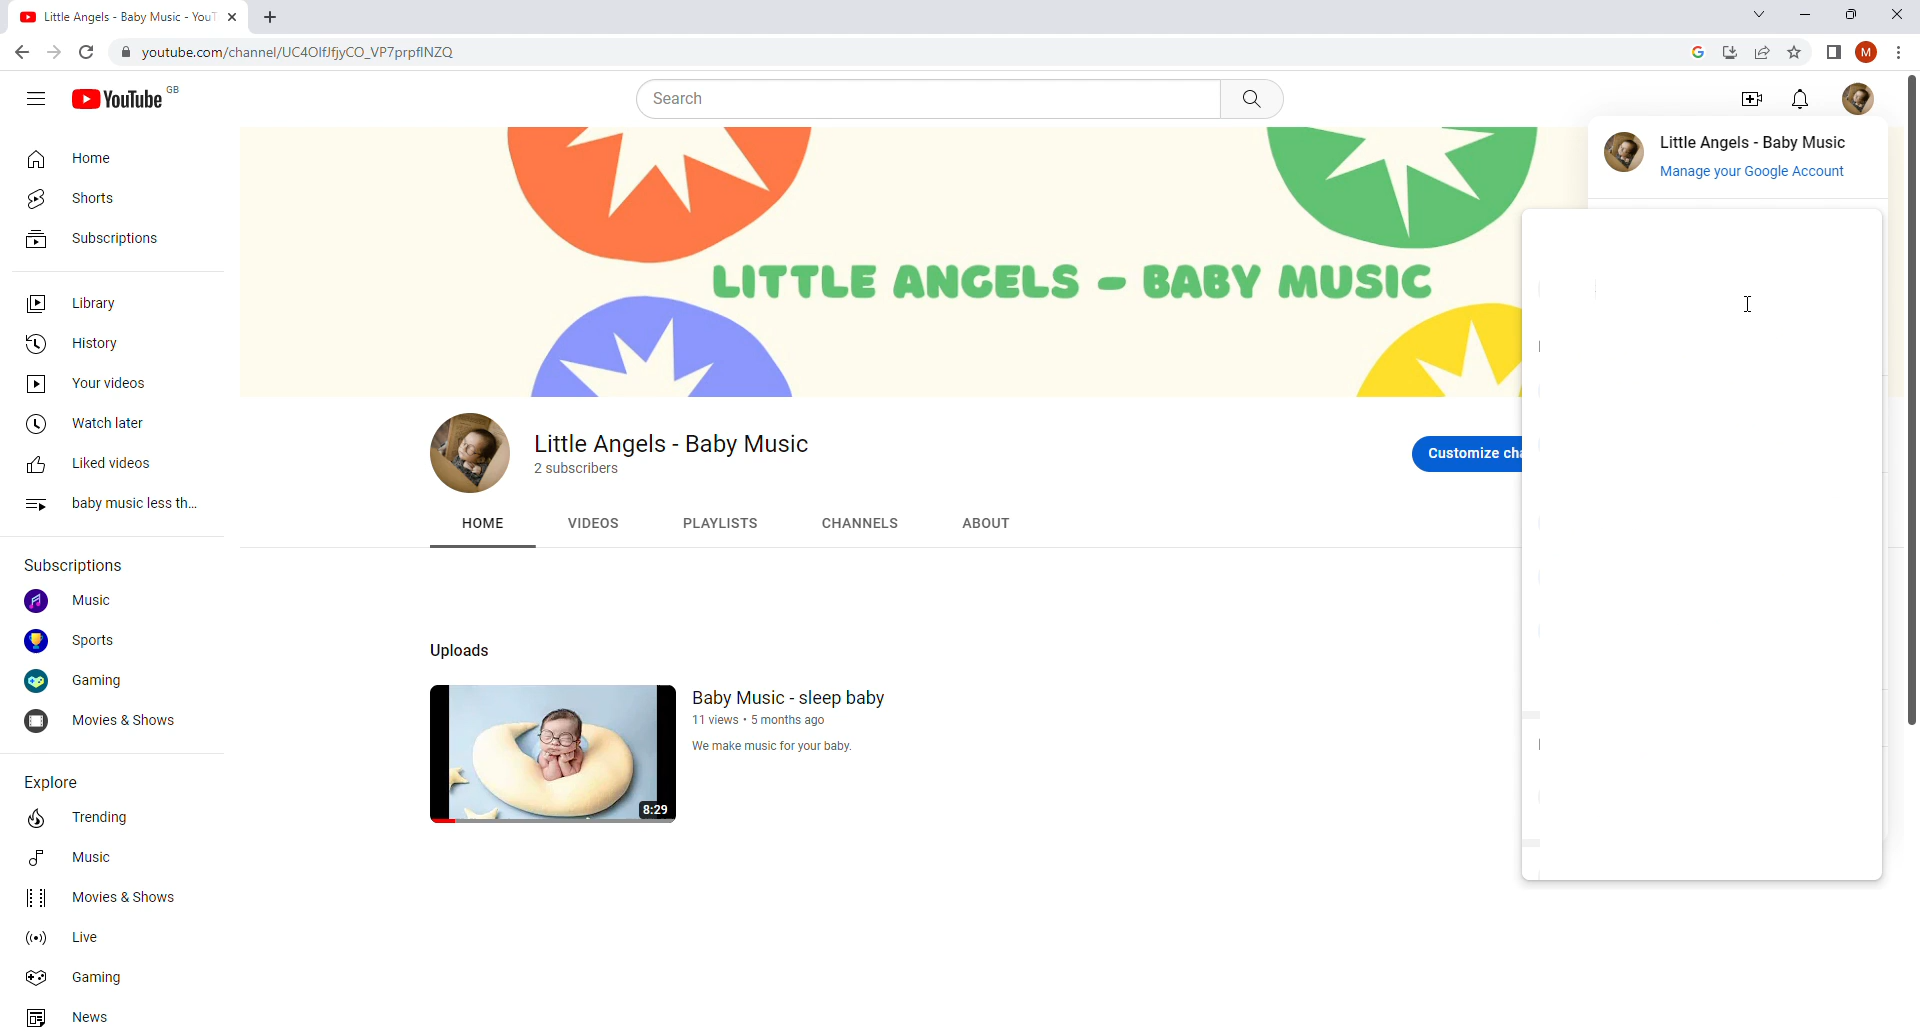 Little Angels - Baby Music - YouT
youtube.com/channel/UC4OlfJfjyCO_VP7prpflNZQ
M
YouTube GB
Search
Little Angels - Baby Music
Manage your Google Account
Home
Shorts
Subscriptions
Library
History
Your videos
Watch later
Liked videos
baby music less th...
Subscriptions
Music
Sports
Gaming
Movies & Shows
Explore
Trending
Music
Movies & Shows
Live
Gaming
News
LITTLE ANGELS - BABY MUSIC
Little Angels - Baby Music
2 subscribers
Customize cha
HOME VIDEOS PLAYLISTS CHANNELS ABOUT
Uploads
8:29
Baby Music - sleep baby
11 views • 5 months ago
We make music for your baby.